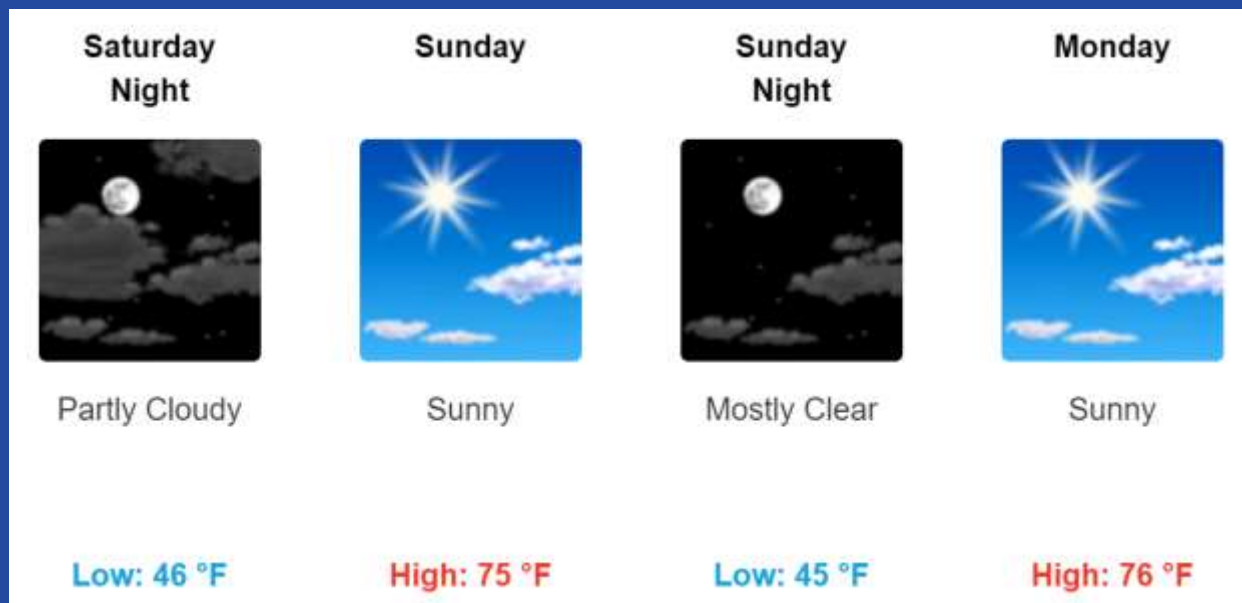 Saturday
Night
Partly Cloudy
Low: 46 °F
Sunday
Sunny
High: 75 °F
Sunday
Night
Mostly Clear
Low: 45 °F
Monday
Sunny
High: 76 °F